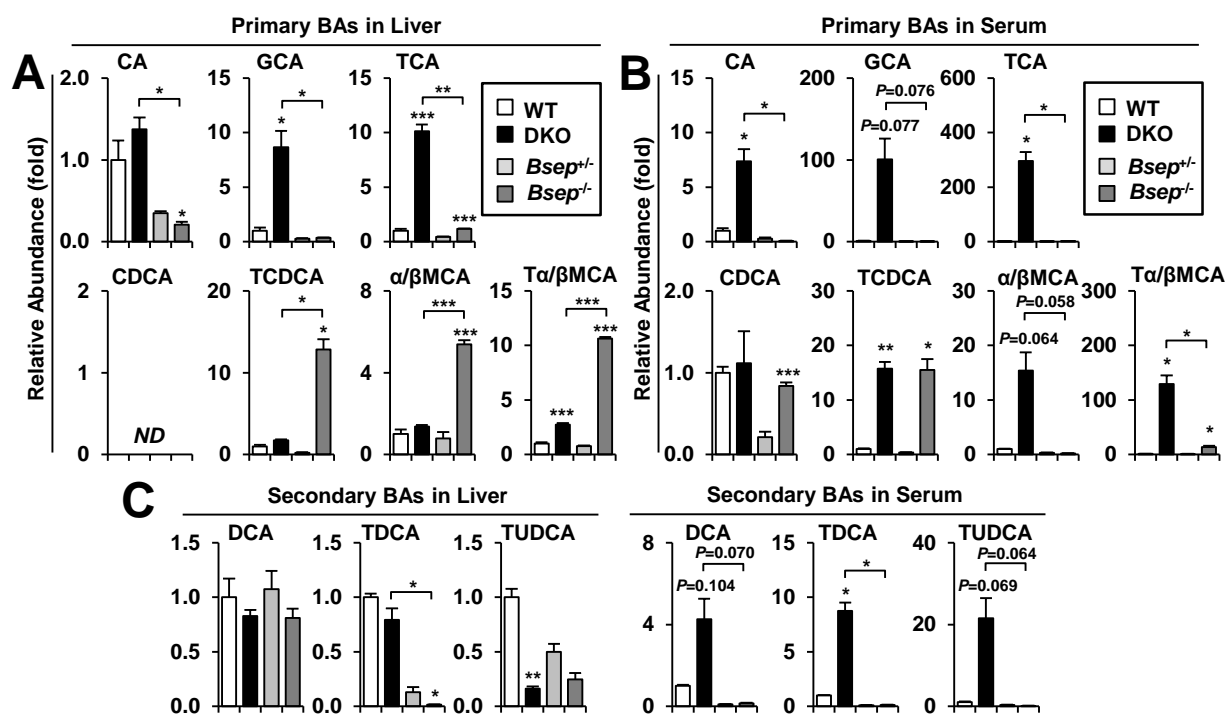 Primary BAs in Liver
A
CA
GCA
TCA
2.0
1.0
0.0
*
*
15
10
5
0
*
*
15
10
5
0
**
***
***
WT
DKO
Bsep+/-
Bsep-/-
Relative Abundance (fold)
CDCA
TCDCA
α/βMCA
Tα/βMCA
2
1
0
ND
20
10
0
*
*
8
4
0
***
***
15
10
5
0
***
***
***
Primary BAs in Serum
B
CA
GCA
TCA
15
10
5
0
*
*
200
100
0
P=0.076
P=0.077
600
400
200
0
*
*
WT
DKO
Bsep+/-
Bsep-/-
Relative Abundance (fold)
CDCA
TCDCA
α/βMCA
Tα/βMCA
2.0
1.0
0.0
***
30
20
10
0
**
*
30
20
10
0
P=0.058
P=0.064
300
200
100
0
*
*
*
C
Secondary BAs in Liver
DCA
TDCA
TUDCA
1.5
1.0
0.5
0.0
1.5
1.0
0.5
0.0
*
*
1.5
1.0
0.5
0.0
**
Secondary BAs in Serum
DCA
TDCA
TUDCA
8
4
0
P=0.070
P=0.104
15
10
5
0
*
*
40
20
0
P=0.064
P=0.069